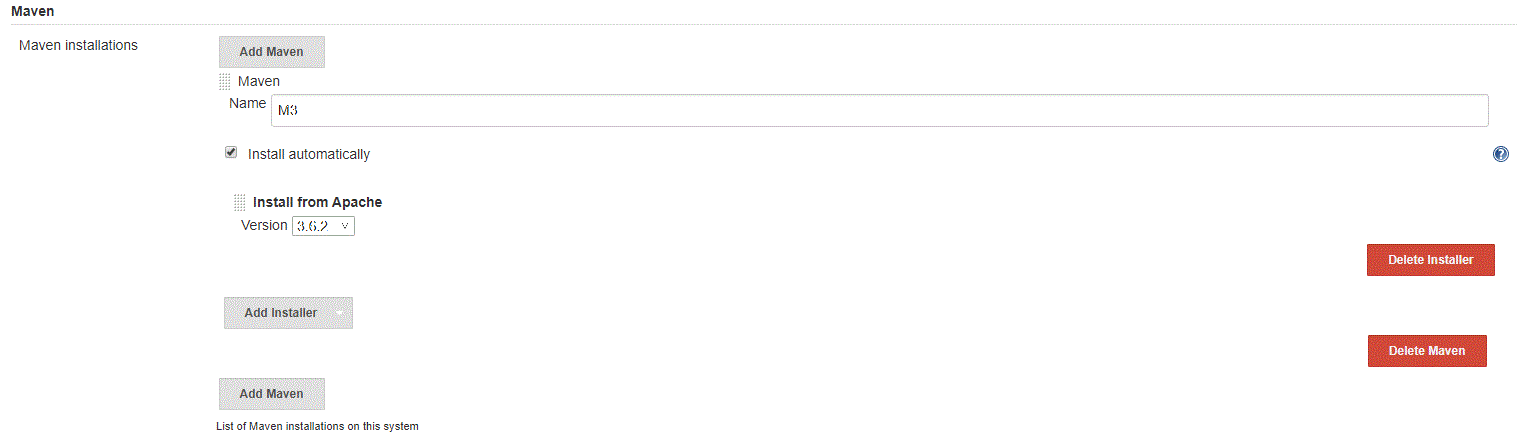 Maven
Maven installations
Add Maven
Maven
Name M3
Install automatically
?
Install from Apache
Version 3.6.2
Delete Installer
Add Installer
Delete Maven
Add Maven
List of Maven installations on this system